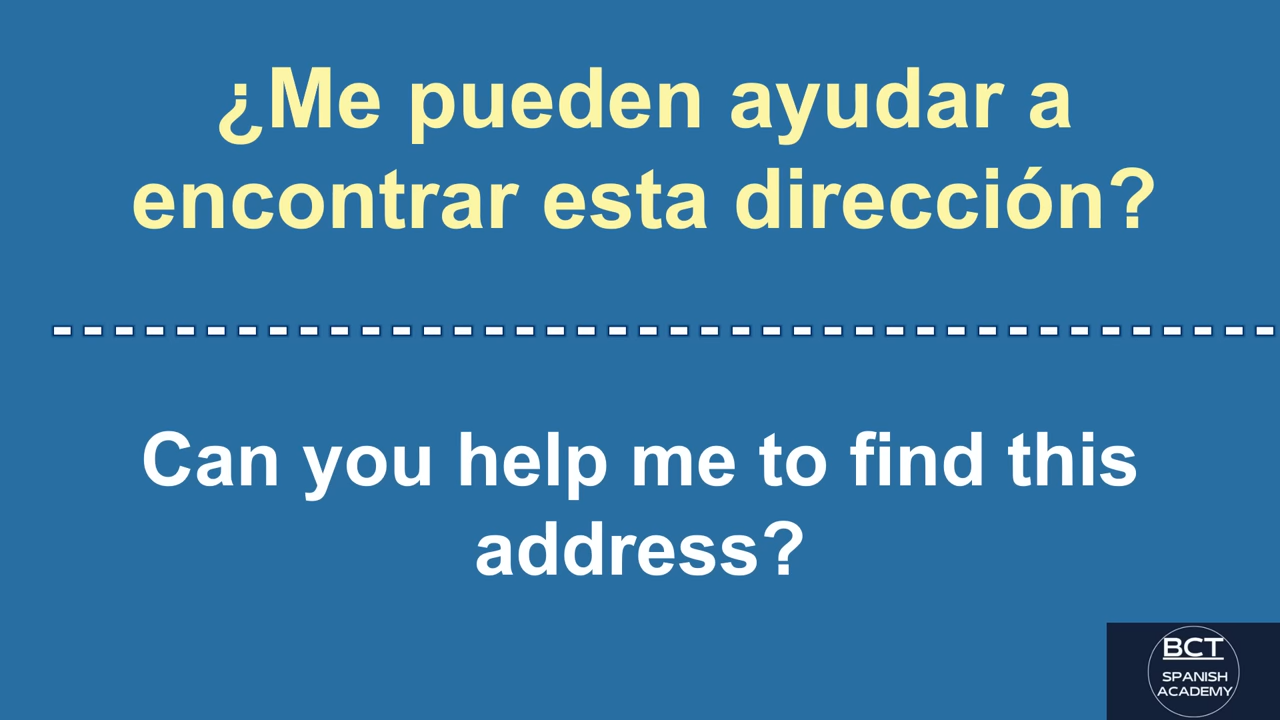 ¿Me pueden ayudar a
encontrar esta dirección?
Can you help me to find this
address?
BCT
SPANISH
ACADEMY